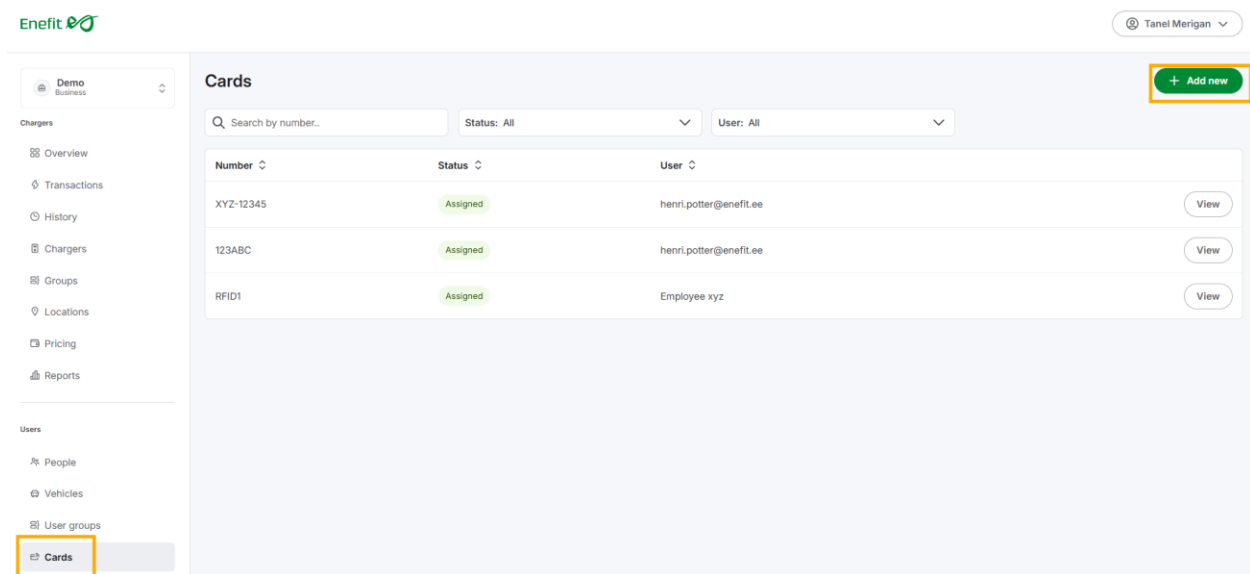 Enefit
Tanel Merigan
Demo
Business
Chargers
Overview
Transactions
History
Chargers
Groups
Locations
Pricing
Reports
Users
People
Vehicles
User groups
Cards
Cards
+ Add new
Search by number..
Status: All
User: All
Number Status User
XYZ-12345 Assigned henri.potter@enefit.ee View
123ABC Assigned henri.potter@enefit.ee View
RFID1 Assigned Employee xyz View